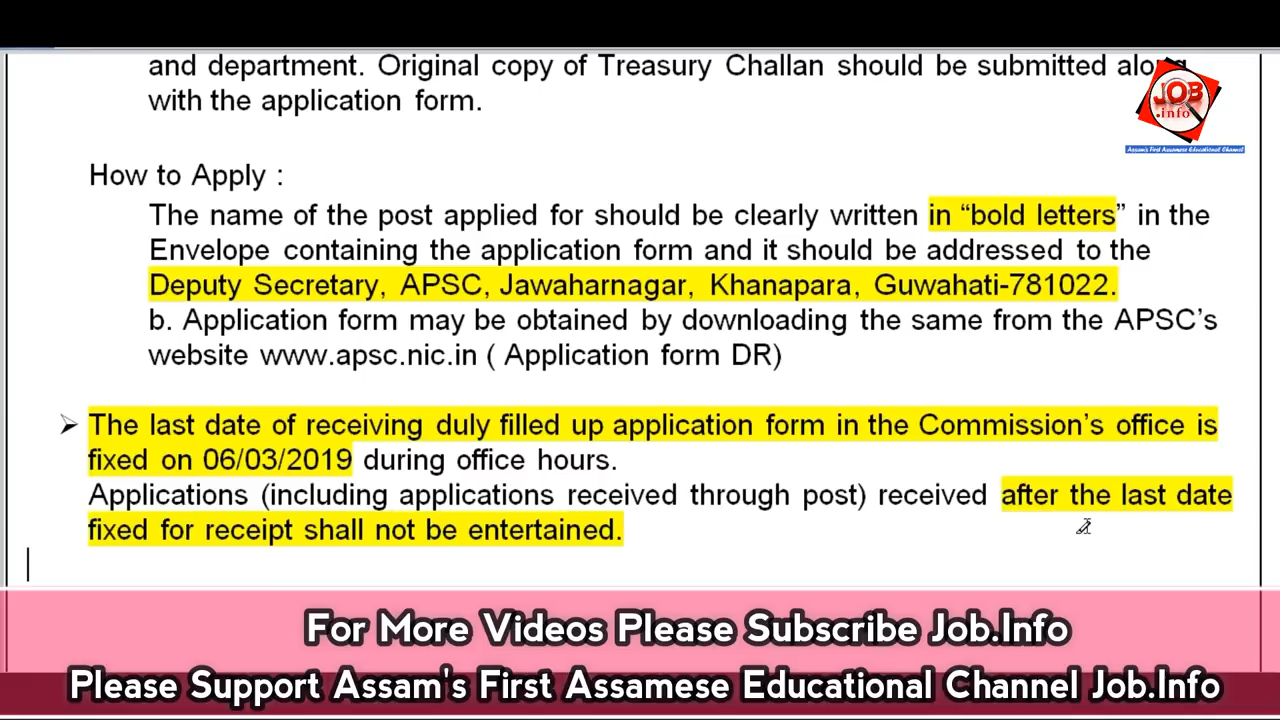 and department. Original copy of Treasury Challan should be submitted along
with the application form.
JOB
.info
Assam's First Assamese Educational Channel
How to Apply :
The name of the post applied for should be clearly written in “bold letters” in the
Envelope containing the application form and it should be addressed to the
Deputy Secretary, APSC, Jawaharnagar, Khanapara, Guwahati-781022.
b. Application form may be obtained by downloading the same from the APSC’s
website www.apsc.nic.in ( Application form DR)
➢ The last date of receiving duly filled up application form in the Commission’s office is
fixed on 06/03/2019 during office hours.
Applications (including applications received through post) received after the last date
fixed for receipt shall not be entertained.
For More Videos Please Subscribe Job.Info
Please Support Assam's First Assamese Educational Channel Job.Info